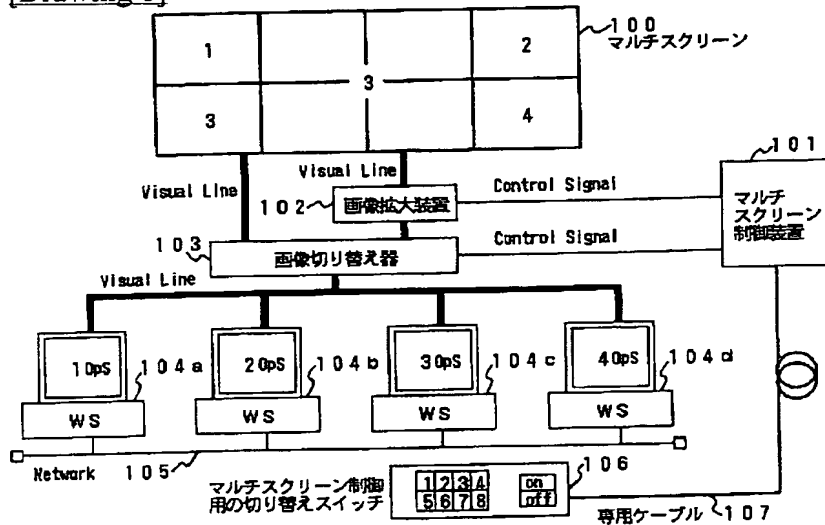 100
マルチスクリーン
1
2
3
3
4
101
Visual Line
Visual Line
Control Signal
102
画像拡大装置
マルチ
スクリーン
制御装置
103
画像切り替え器
Control Signal
Visual Line
10pS
104a
20pS
104b
30pS
104c
40pS
104d
WS
WS
WS
WS
Network
105
マルチスクリーン制御
用の切り替えスイッチ
1 2 3 4
5 6 7 8
on
off
106
専用ケーブル
107